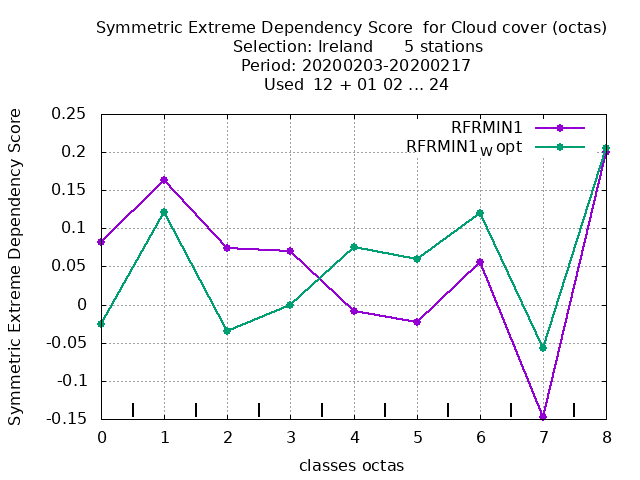 Symmetric Extreme Dependency Score  for Cloud cover (octas)
Selection: Ireland      5 stations
Period: 20200203-20200217
Used  12 + 01 02 ... 24
Symmetric Extreme Dependency Score
0.25
0.2
0.15
0.1
0.05
0
-0.05
-0.1
-0.15
RFRMIN1
RFRMIN1W opt
0 1 2 3 4 5 6 7 8
classes octas